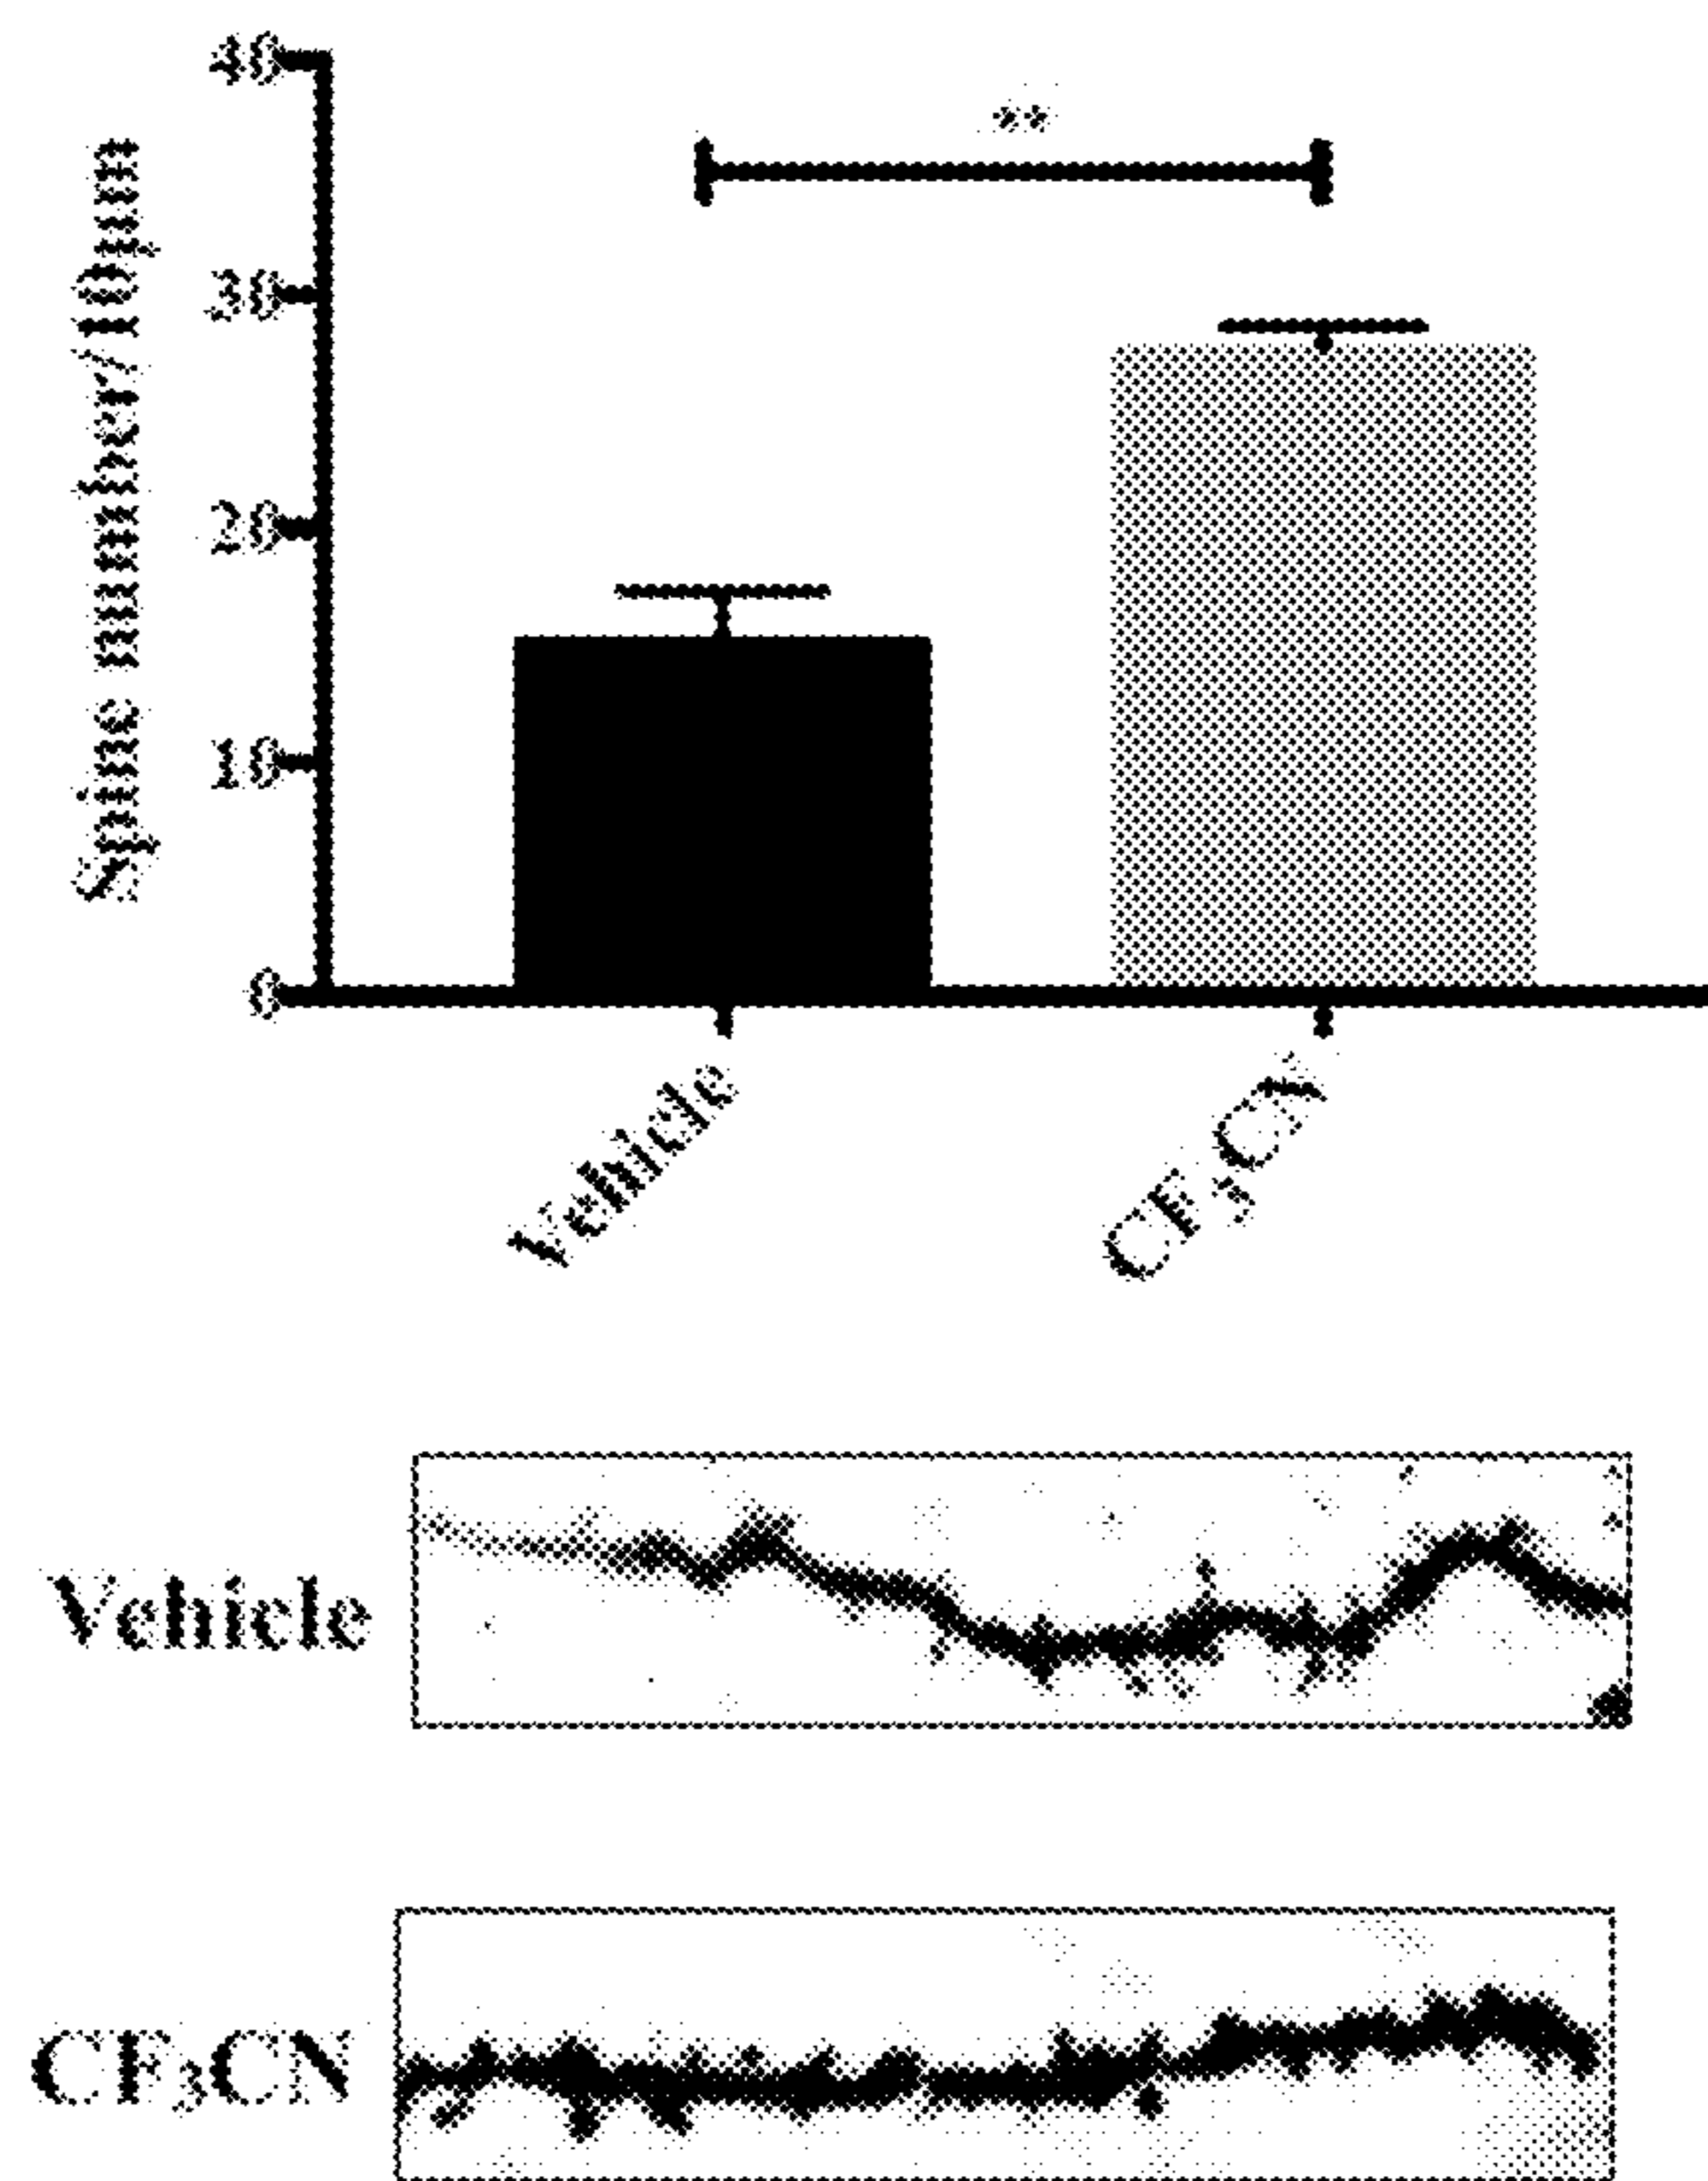 Spine number/10μm
40
**
30
20
10
0
Vehicle
CF₃CN
Vehicle
CF₃CN